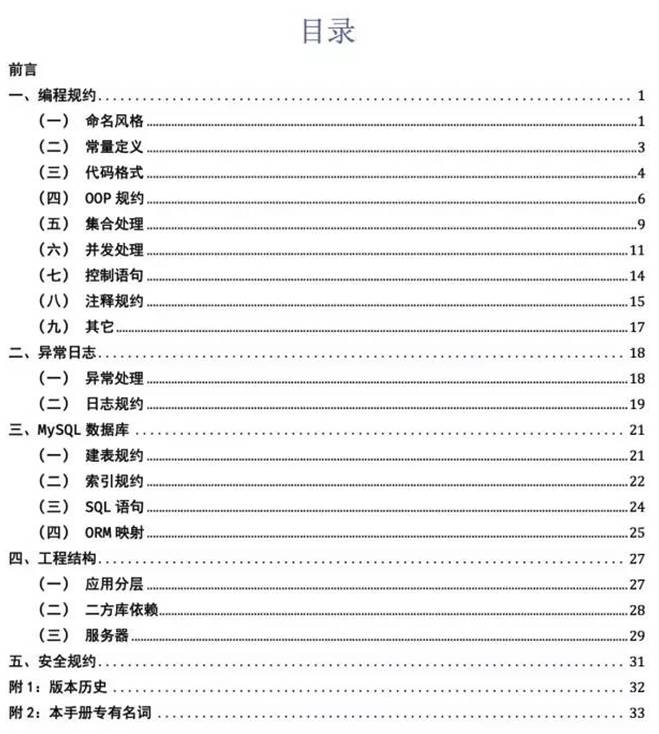 目录
前言
一、编程规约........................................ 1
（一） 命名风格........................................1
（二） 常量定义........................................3
（三） 代码格式........................................4
（四） OOP 规约........................................6
（五） 集合处理........................................9
（六） 并发处理........................................11
（七） 控制语句........................................14
（八） 注释规约........................................15
（九） 其它........................................17
二、异常日志........................................ 18
（一） 异常处理........................................18
（二） 日志规约........................................19
三、MySQL 数据库 ........................................ 21
（一） 建表规约........................................21
（二） 索引规约........................................22
（三） SQL 语句........................................24
（四） ORM 映射........................................25
四、工程结构........................................ 27
（一） 应用分层........................................27
（二） 二方库依赖........................................28
（三） 服务器........................................29
五、安全规约........................................ 31
附 1：版本历史 ........................................ 32
附 2：本手册专有名词 ........................................ 33